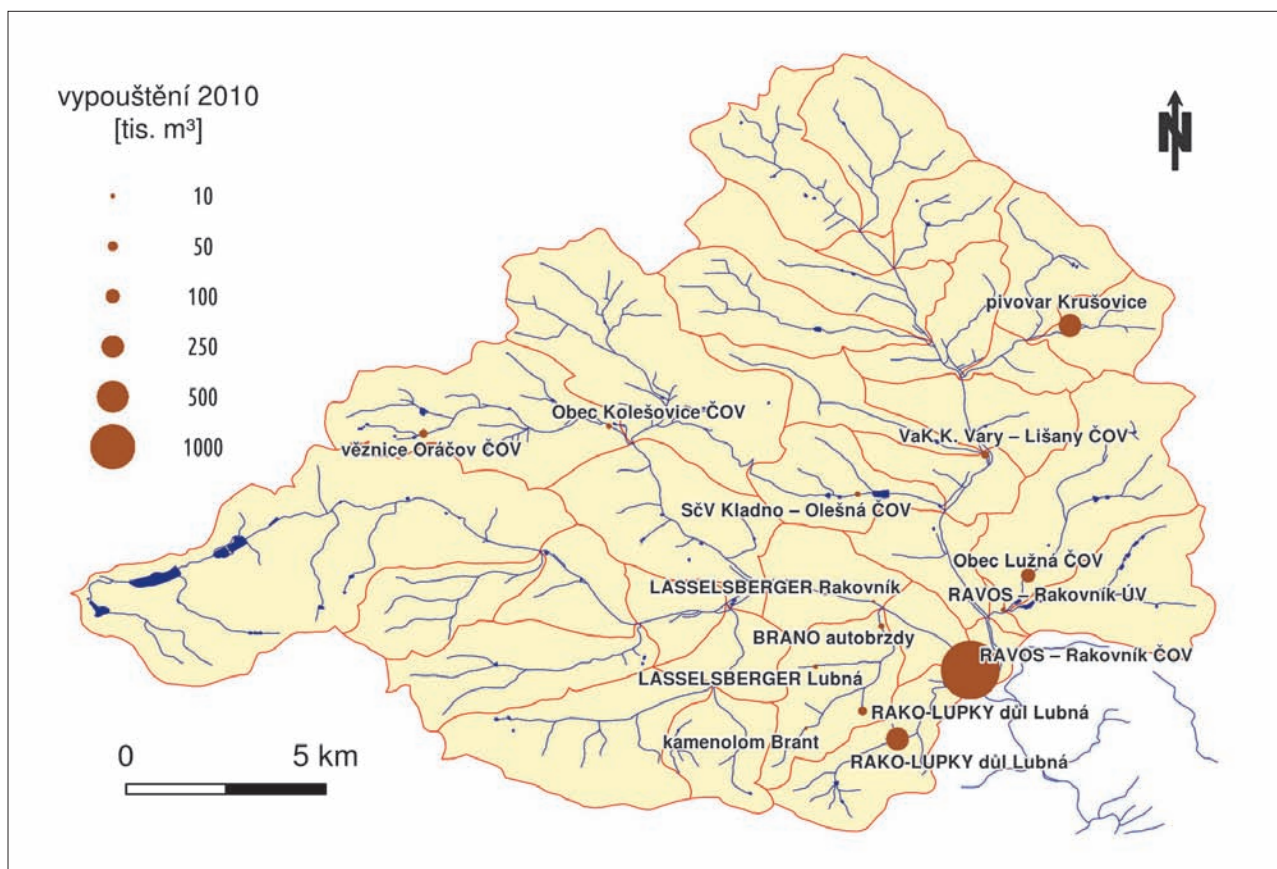 vypouštění 2010
[tis. m³]
10
50
100
250
500
1000
N
pivovar Krušovice
Obec Kolešovice ČOV
VaK K. Vary – Lišany ČOV
věznice Oráčov ČOV
SčV Kladno – Olešná ČOV
Obec Lužná ČOV
LASSELSBERGER Rakovník
RAVOS – Rakovník ÚV
BRANO autobrzdy
RAVOS – Rakovník ČOV
LASSELSBERGER Lubná
RAKO-LUPKY důl Lubná
kamenolom Brant
RAKO-LUPKY důl Lubná
0 5 km